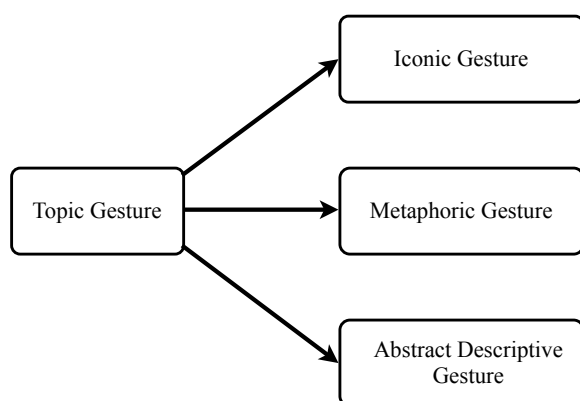 Iconic Gesture
Topic Gesture
Metaphoric Gesture
Abstract Descriptive
Gesture